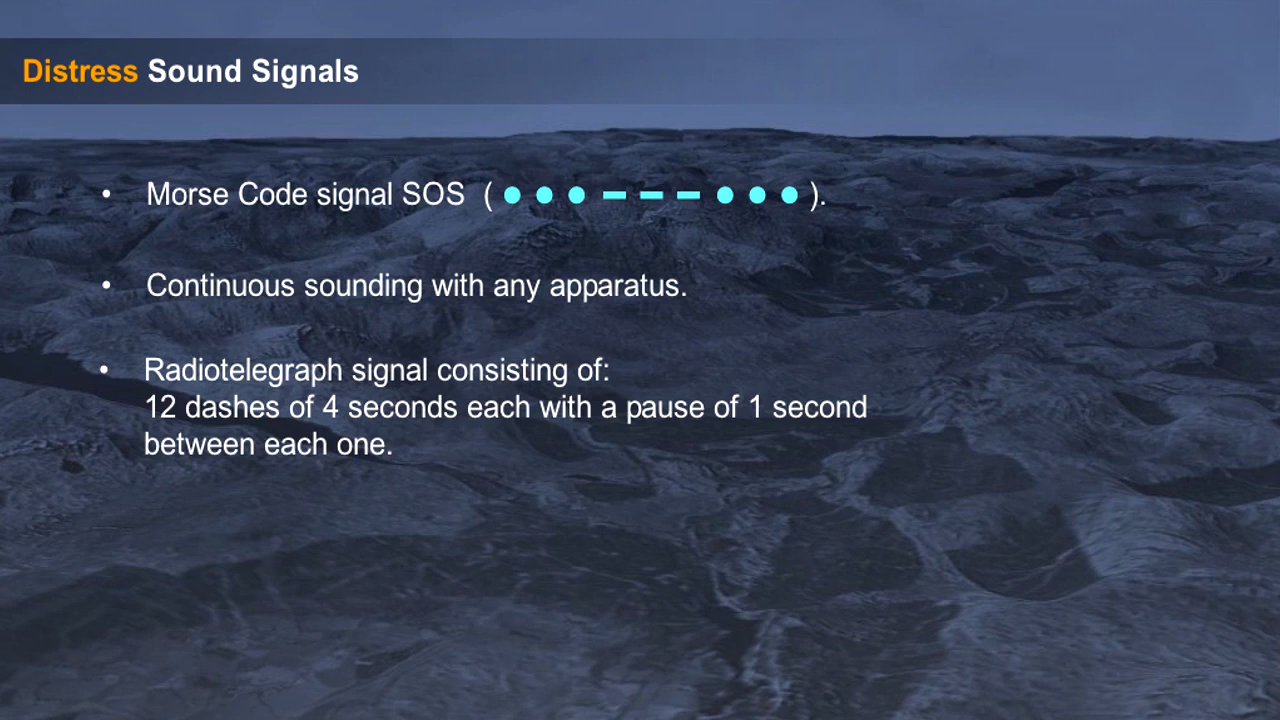 Distress Sound Signals
• Morse Code signal SOS (● ● ● – – – ● ● ●).
• Continuous sounding with any apparatus.
• Radiotelegraph signal consisting of:
12 dashes of 4 seconds each with a pause of 1 second
between each one.